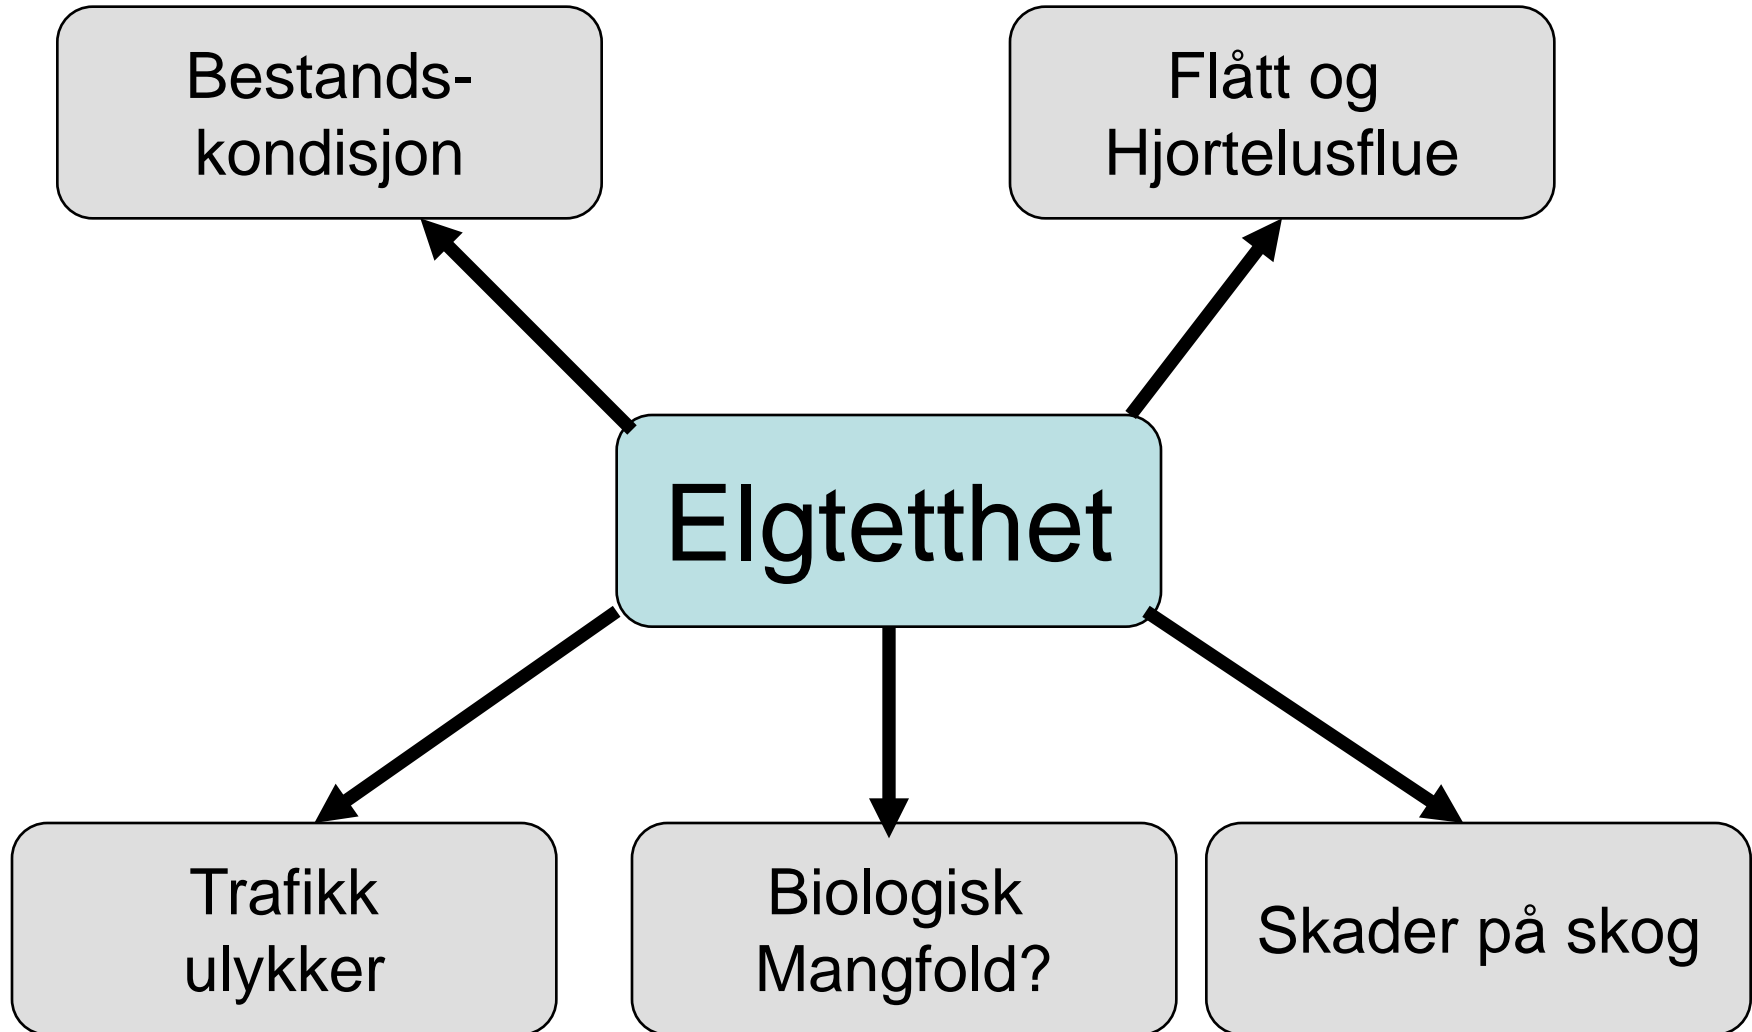 Bestands-
kondisjon
Flått og
Hjortelusflue
Elgtetthet
Trafikk
ulykker
Biologisk
Mangfold?
Skader på skog